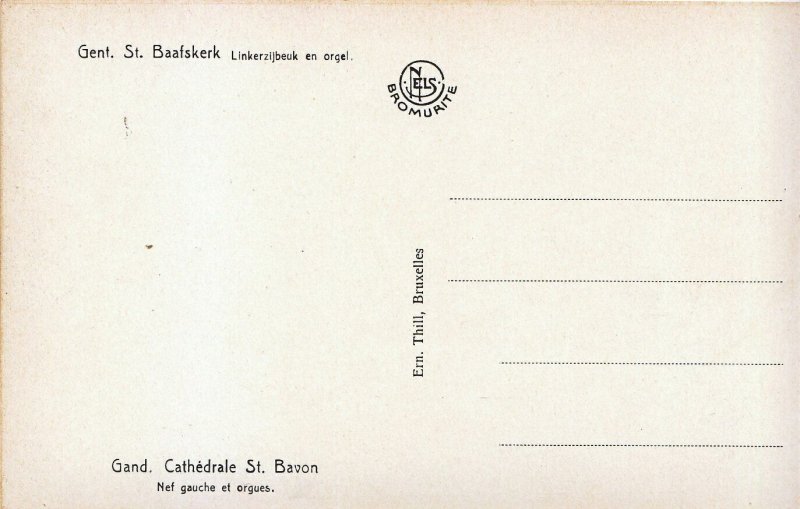 Gent. St. Baafskerk Linkerzijbeuk en orgel.
NELS
BROMURITE
Ern. Thill, Bruxelles
Gand. Cathédrale St. Bavon
Nef gauche et orgues.